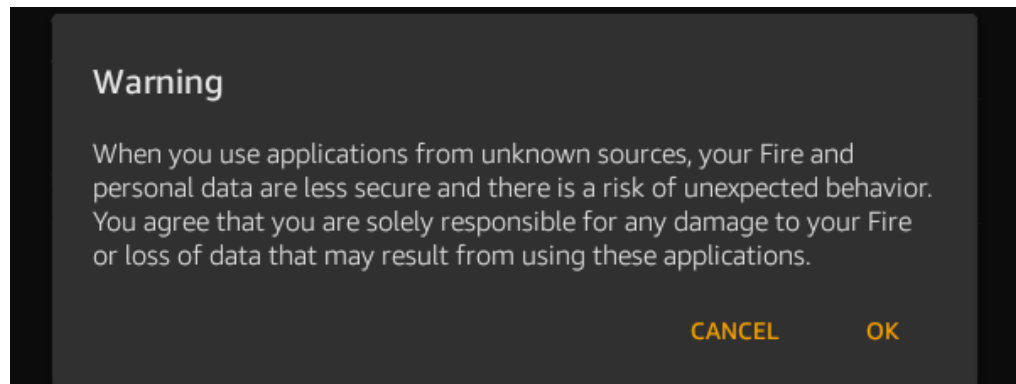 Warning
When you use applications from unknown sources, your Fire and
personal data are less secure and there is a risk of unexpected behavior.
You agree that you are solely responsible for any damage to your Fire
or loss of data that may result from using these applications.
CANCEL OK